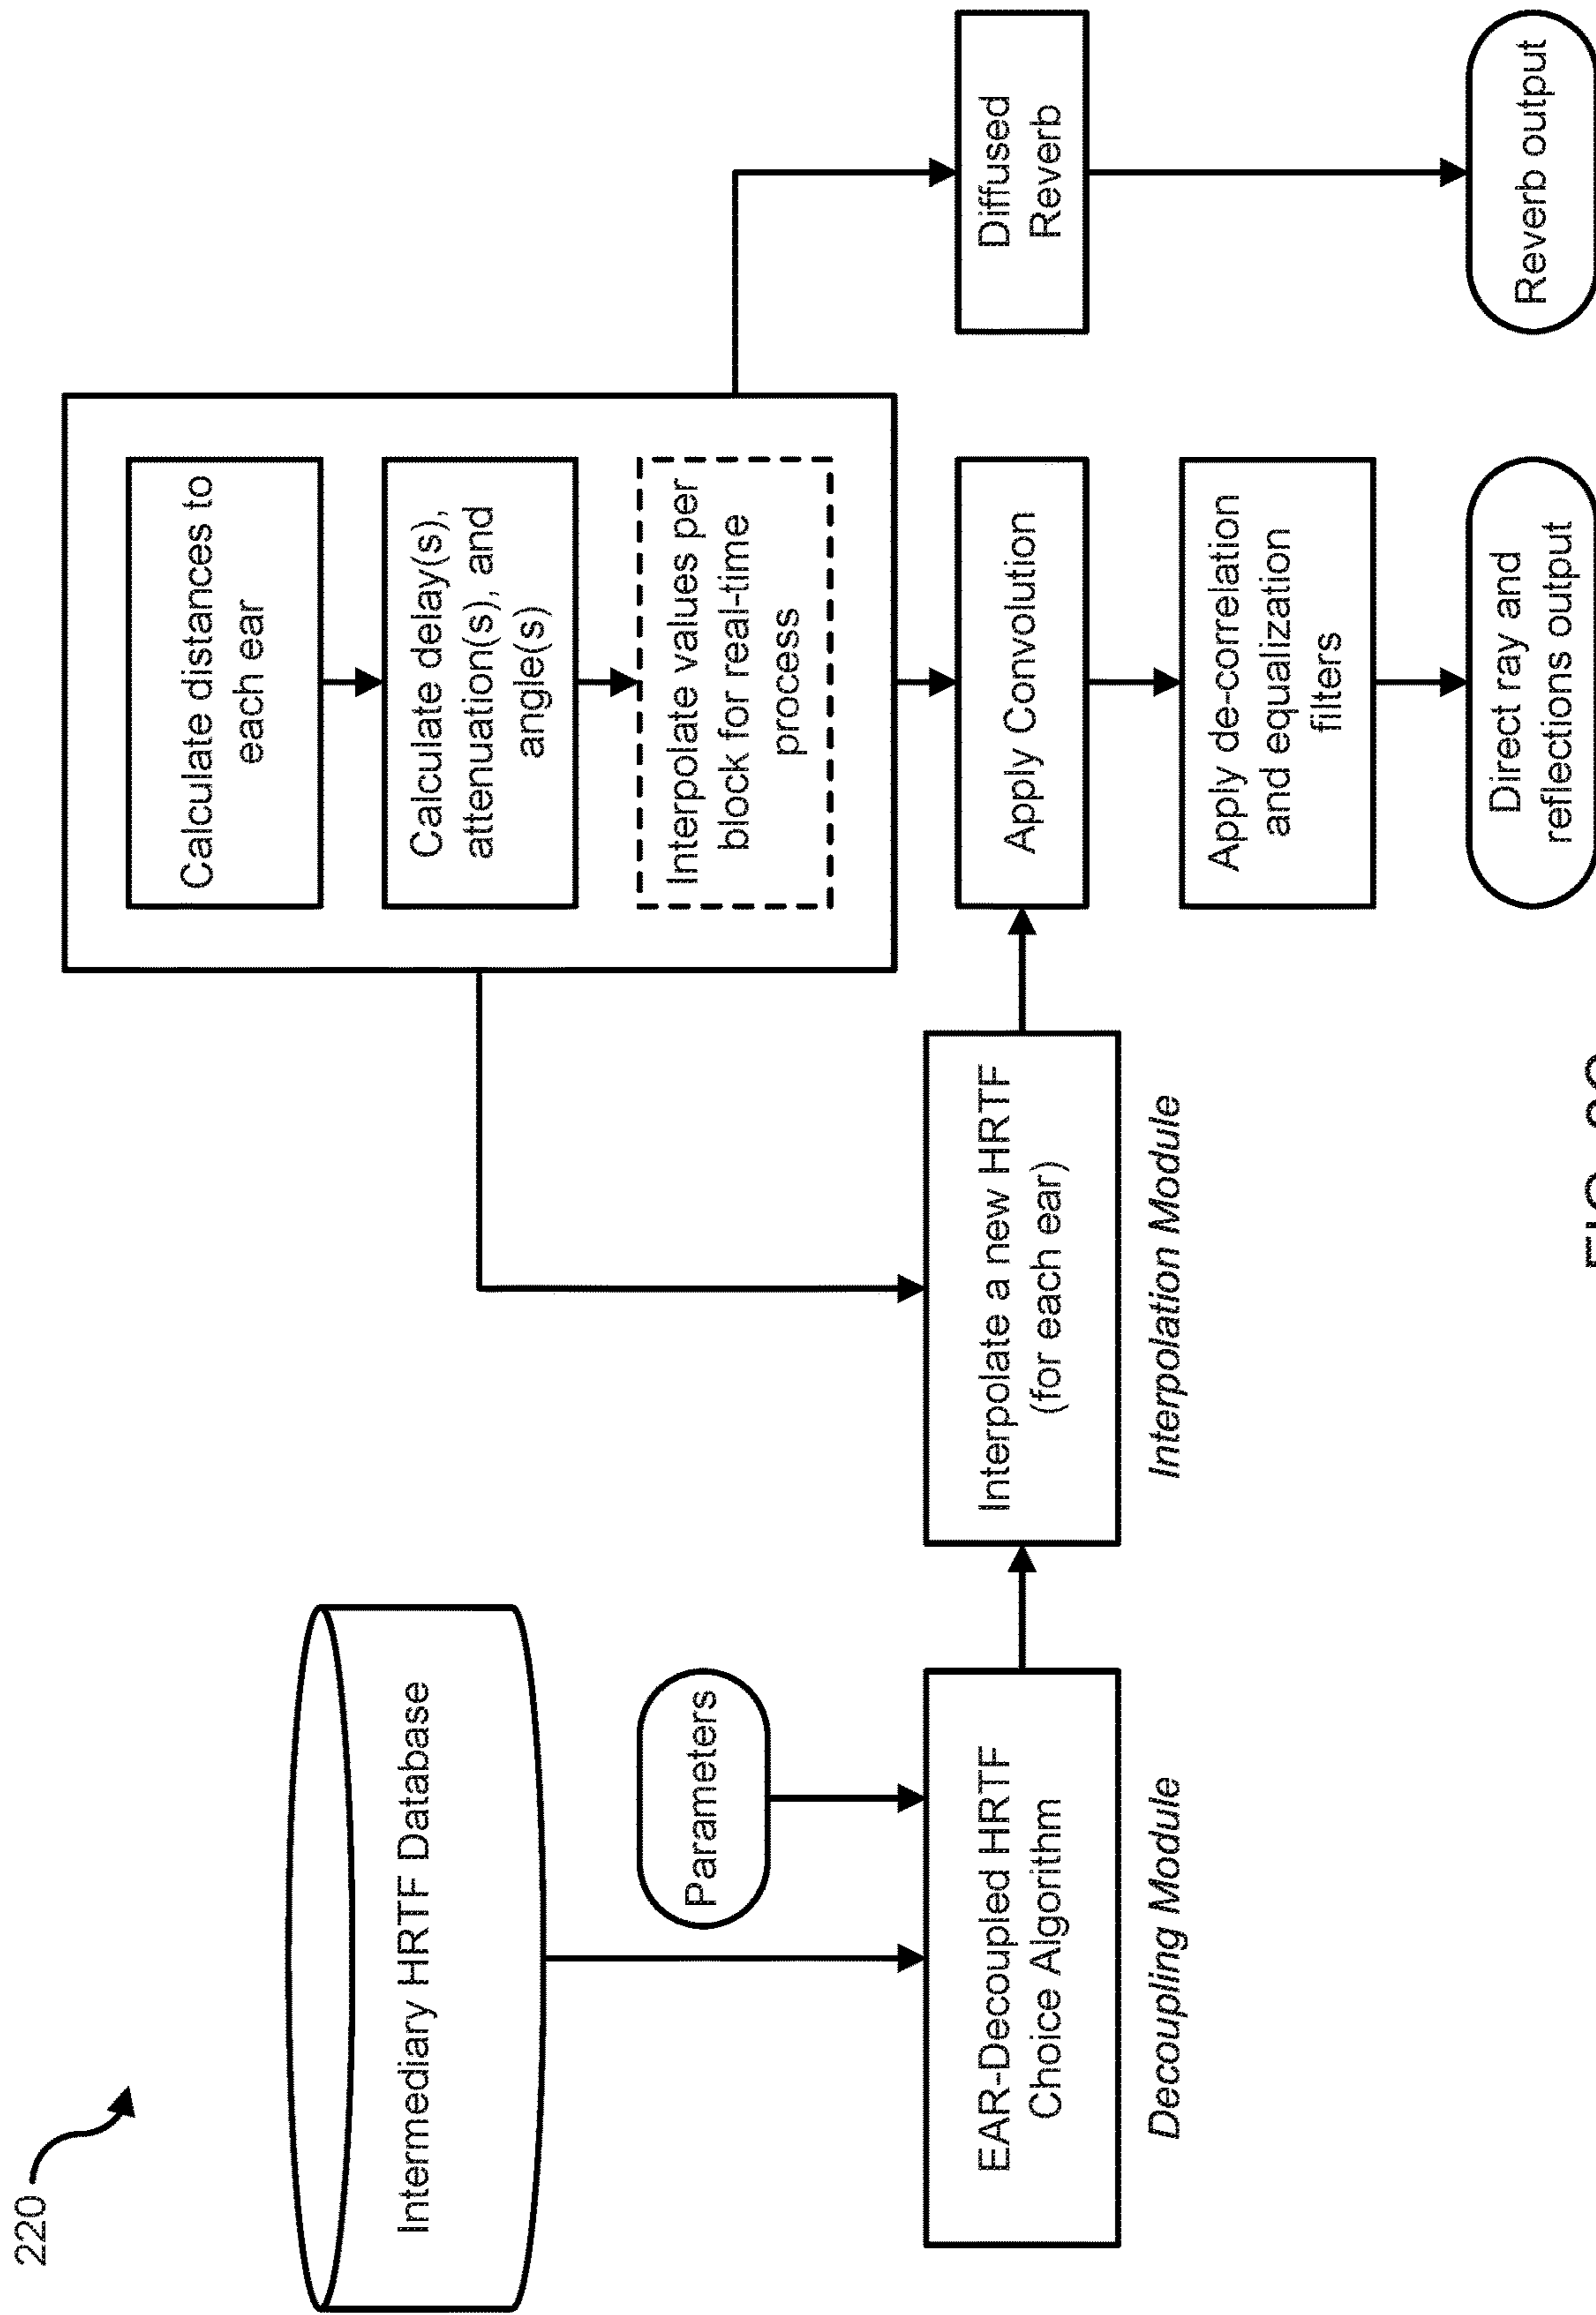 220
Intermediary HRTF Database
Parameters
EAR-Decoupled HRTF
Choice Algorithm
Decoupling Module
Interpolate a new HRTF
(for each ear)
Interpolation Module
Calculate distances to
each ear
Calculate delay(s),
attenuation(s), and
angle(s)
Interpolate values per
block for real-time
process
Apply Convolution
Apply de-correlation
and equalization
filters
Direct ray and
reflections output
Diffused
Reverb
Reverb output
FIG.